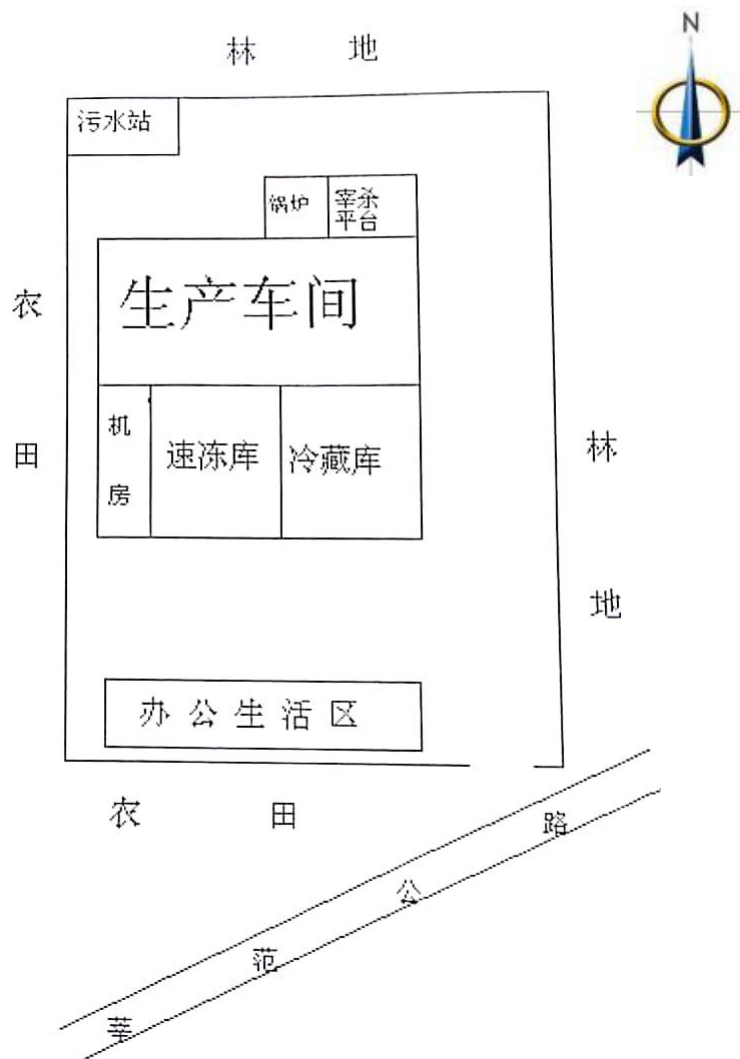 N
林 地
污水站
锅炉
宰杀
平台
生产车间
农
田
机
房
速冻库
冷藏库
林
地
办公生活区
农 田
莘 范 公 路